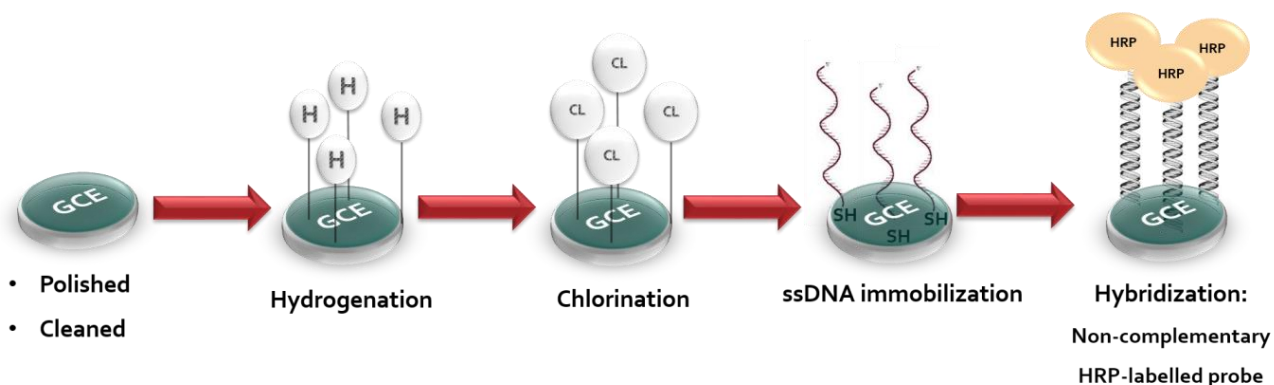 GCE
• Polished
• Cleaned
H
H
H
H
GCE
Hydrogenation
CL
CL
CL
CL
GCE
Chlorination
SH
GCE
SH
SH
ssDNA immobilization
HRP
HRP
HRP
GCE
Hybridization:
Non-complementary
HRP-labelled probe